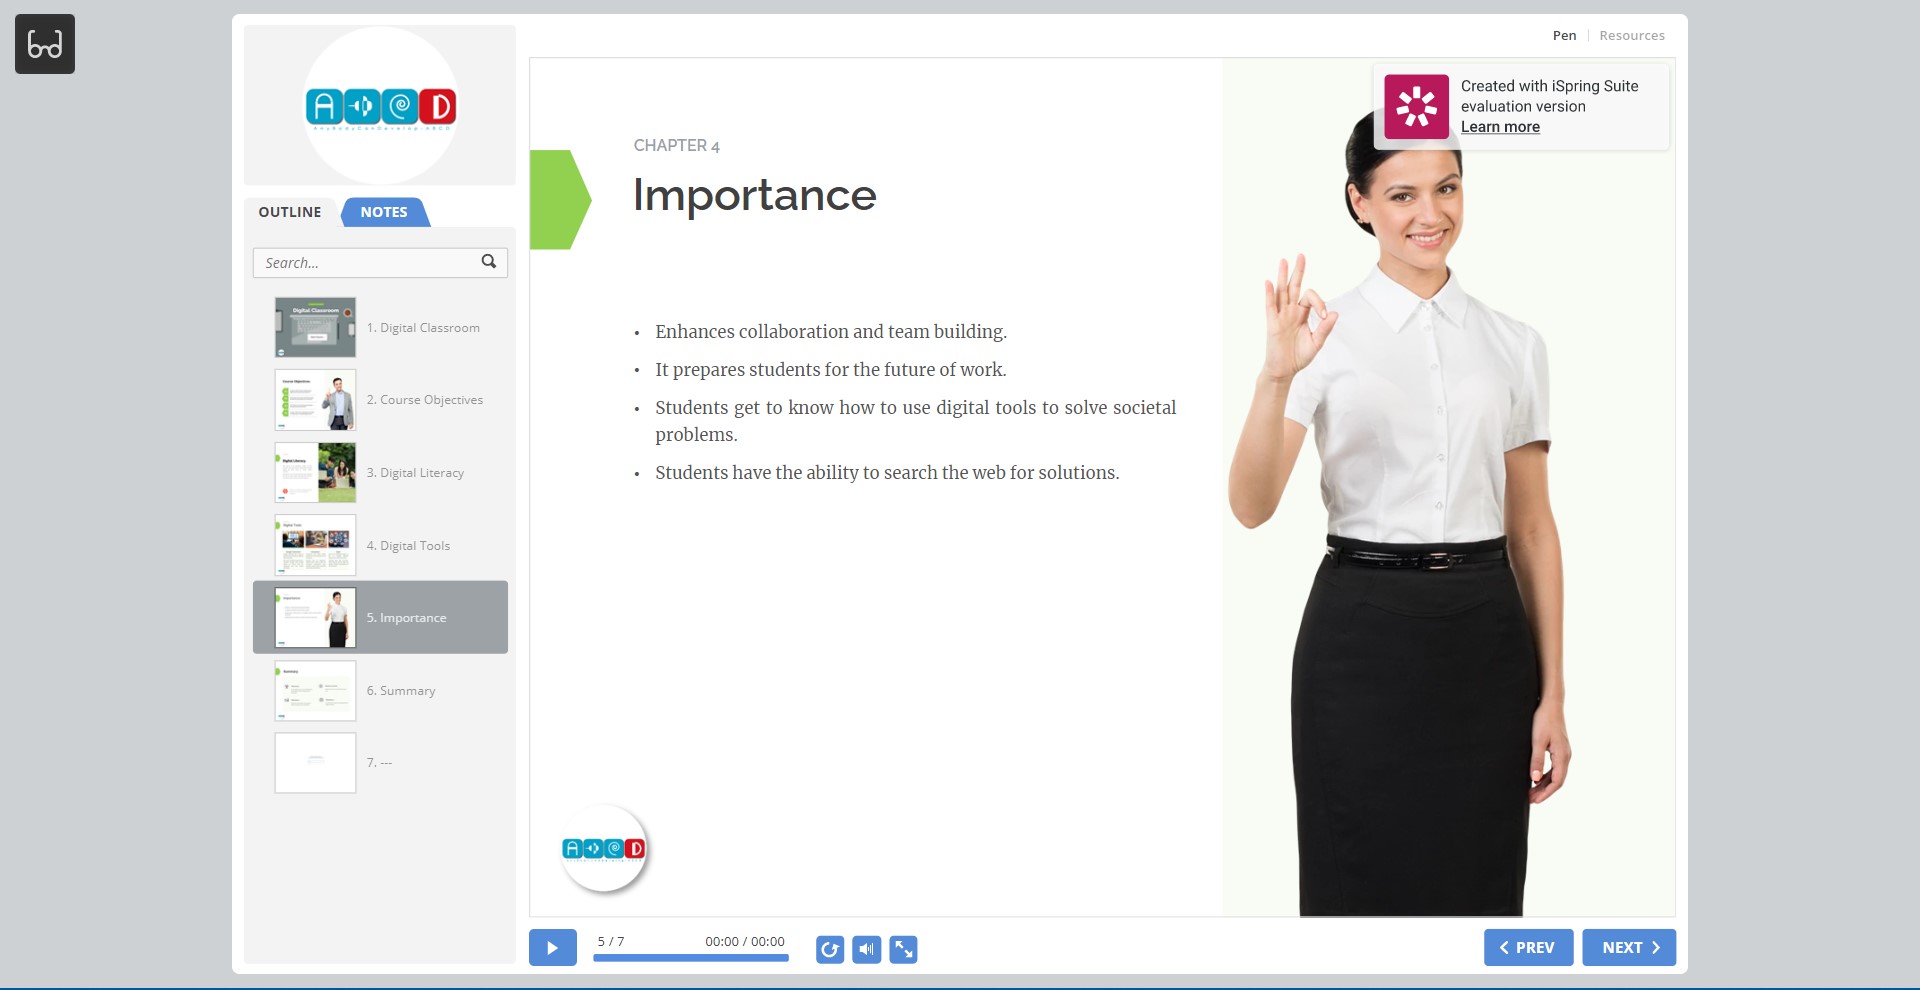 Pen
Resources
Created with iSpring Suite
evaluation version
Learn more
OUTLINE
NOTES
Search...
1. Digital Classroom
2. Course Objectives
3. Digital Literacy
4. Digital Tools
5. Importance
6. Summary
7. ---
CHAPTER 4
Importance
• Enhances collaboration and team building.
• It prepares students for the future of work.
• Students get to know how to use digital tools to solve societal
problems.
• Students have the ability to search the web for solutions.
5 / 7
00:00 / 00:00
PREV
NEXT